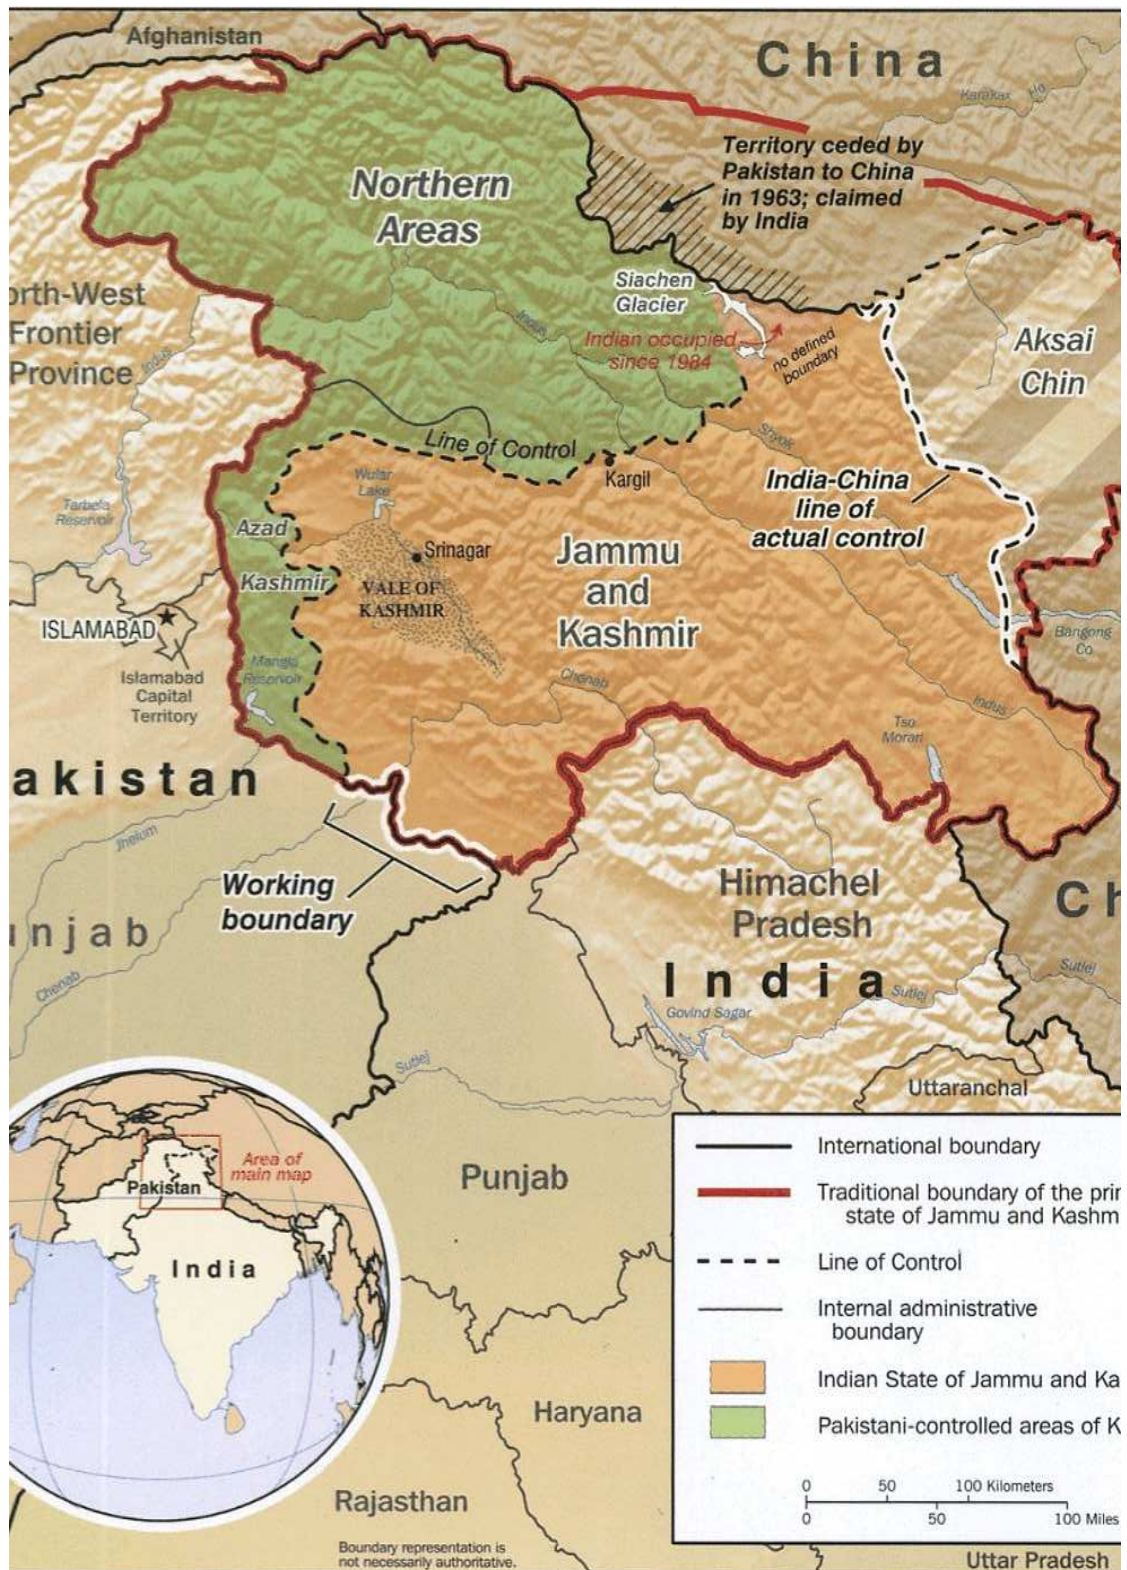 Afghanistan
China
Karakax
Ho
Territory ceded by
Pakistan to China
in 1963; claimed
by India
Northern
Areas
Siachen
Glacier
Indus
Indian occupied
since 1984
no defined
boundary
Aksai
Chin
orth-West
Frontier
Province
Indus
Line of Control
Shyok
Kargil
India-China
line of
actual control
Wular
Lake
Tarbela
Reservoir
Azad
Kashmir
Srinagar
VALE OF
KASHMIR
Jammu
and
Kashmir
ISLAMABAD
Islamabad
Capital
Territory
Mangla
Reservoir
Bangong
Co
Chenab
Indus
Tso
Morari
akistan
Jhelum
Working
boundary
Himachel
Pradesh
Ch
unjab
Chenab
India
Sutlej
Sutlej
Govind Sagar
Sutlej
Uttaranchal
Area of
main map
Pakistan
India
Punjab
Haryana
Rajasthan
Boundary representation is
not necessarily authoritative.
International boundary
Traditional boundary of the prin
state of Jammu and Kashm
Line of Control
Internal administrative
boundary
Indian State of Jammu and Ka
Pakistani-controlled areas of K
0 50 100 Kilometers
0 50 100 Miles
Uttar Pradesh